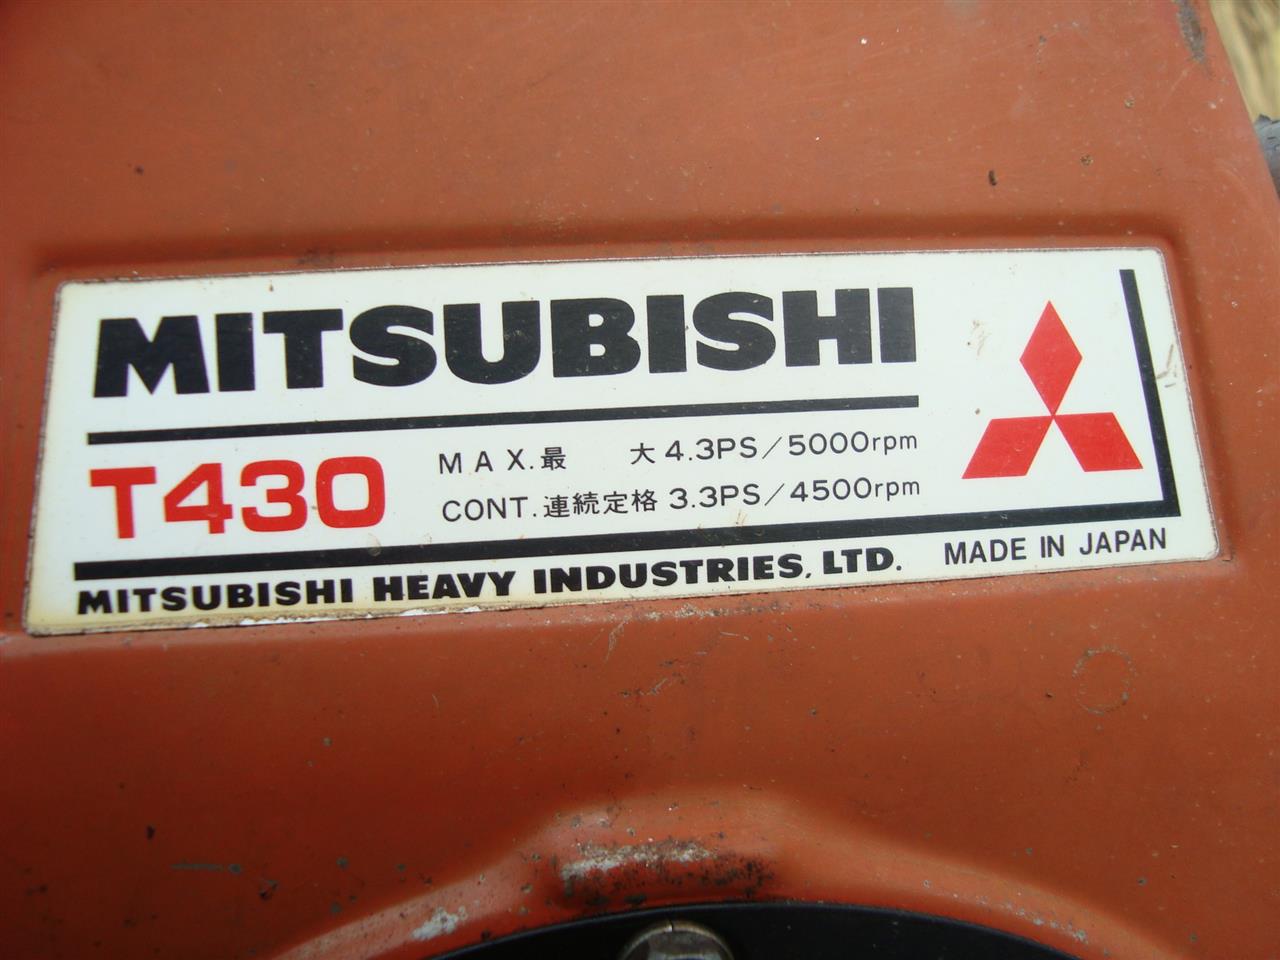 MITSUBISHI
T430
MAX.最 大 4.3PS/5000rpm
CONT.連続定格 3.3PS/4500rpm
MITSUBISHI HEAVY INDUSTRIES, LTD. MADE IN JAPAN